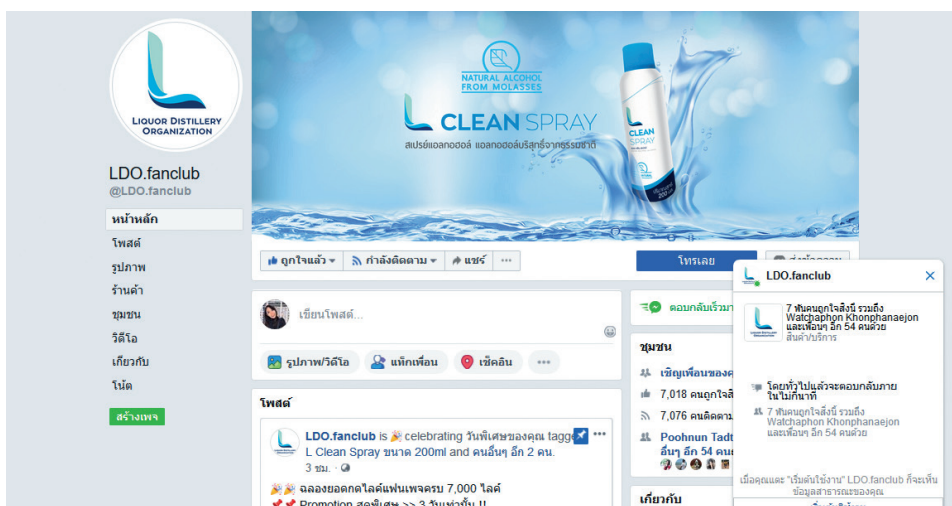 LIQUOR DISTILLERY
ORGANIZATION
LDO.fanclub
@LDO.fanclub
หน้าหลัก
โพสต์
รูปภาพ
ร้านค้า
ชุมชน
วิดีโอ
เกี่ยวกับ
โน้ต
สร้างเพจ
NATURAL ALCOHOL
FROM MOLASSES
L CLEAN SPRAY
สเปรย์แอลกอฮอล์ แอลกอฮอล์บริสุทธิ์จากธรรมชาติ
CLEAN
SPRAY
ถูกใจแล้ว
กำลังติดตาม
แชร์
โทรเลย
เขียนโพสต์...
รูปภาพ/วิดีโอ
แท็กเพื่อน
เช็คอิน
โพสต์
LDO.fanclub is 🎉 celebrating วันพิเศษของคุณ tagge
L Clean Spray ขนาด 200ml and คนอื่นๆ อีก 2 คน.
3 ชม. ·
🎉🎉 ฉลองยอดกดไลค์แฟนเพจครบ 7,000 ไลค์
📌📌 Promotion สุดพิเศษ >> 3 วันเท่านั้น !!
ตอบกลับเร็วมา
ชุมชน
เชิญเพื่อนของค
7,018 คนถูกใจสิ
7,076 คนติดตาม
Poohnun Tadt
อื่นๆ อีก 54 คน
เกี่ยวกับ
LDO.fanclub
7 พันคนถูกใจสิ่งนี้ รวมถึง
Watchaphon Khonphanaejon
และเพื่อนๆ อีก 54 คนด้วย
สินค้า/บริการ
โดยทั่วไปแล้วจะตอบกลับภาย
ในไม่กี่นาที
7 พันคนถูกใจสิ่งนี้ รวมถึง
Watchaphon Khonphanaejon
และเพื่อนๆ อีก 54 คนด้วย
เมื่อคุณแตะ "เริ่มต้นใช้งาน" LDO.fanclub ก็จะเห็น
ข้อมูลสาธารณะของคุณ